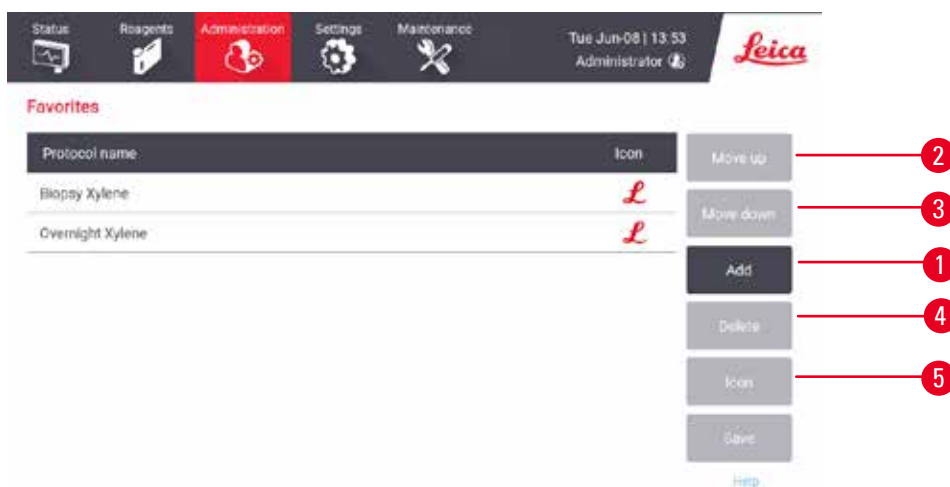 Status Reagents Administration Settings Maintenance
Tue Jun-08 | 13:53
Administrator
Leica
Favorites
Protocol name Icon
Biopsy Xylene
Overnight Xylene
Move up
Move down
Add
Delete
Icon
Save
Help
2
3
1
4
5